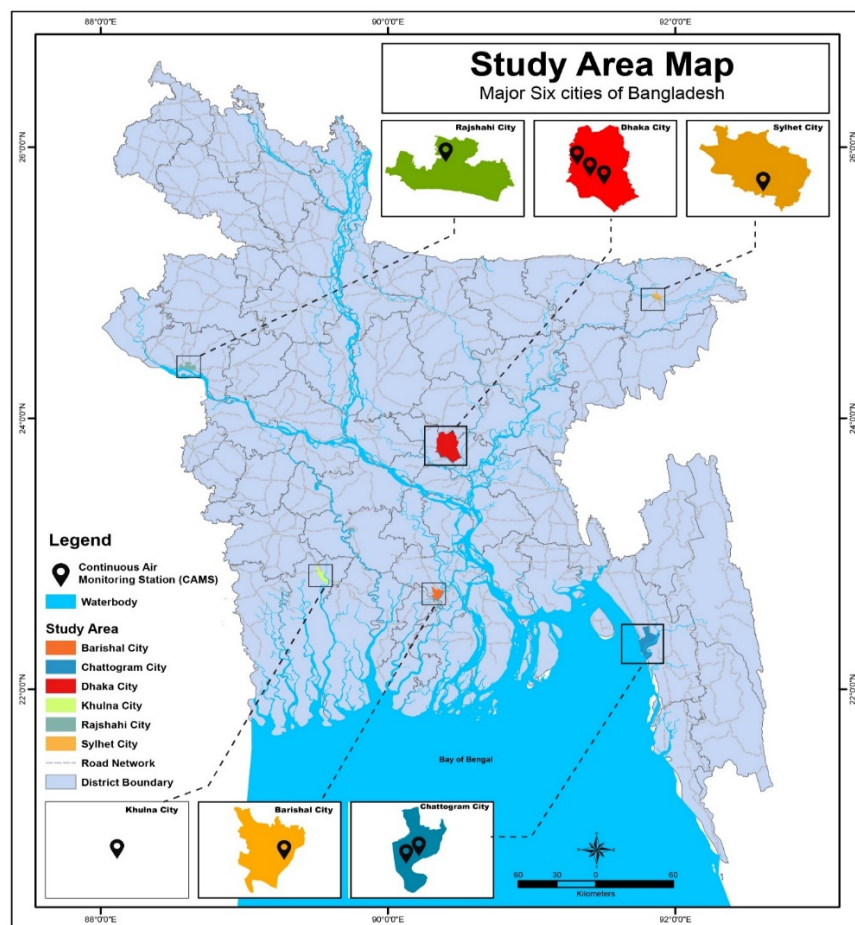 88°0'0"E
90°0'0"E
92°0'0"E
Study Area Map
Major Six cities of Bangladesh
Rajshahi City
Dhaka City
Sylhet City
26°0'0"N
26°0'0"N
24°0'0"N
24°0'0"N
22°0'0"N
22°0'0"N
Legend
Continuous Air
Monitoring Station (CAMS)
Waterbody
Study Area
Barishal City
Chattogram City
Dhaka City
Khulna City
Rajshahi City
Sylhet City
Road Network
District Boundary
Bay of Bengal
Khulna City
Barishal City
Chattogram City
60 30 0 60
Kilometers
88°0'0"E
90°0'0"E
92°0'0"E